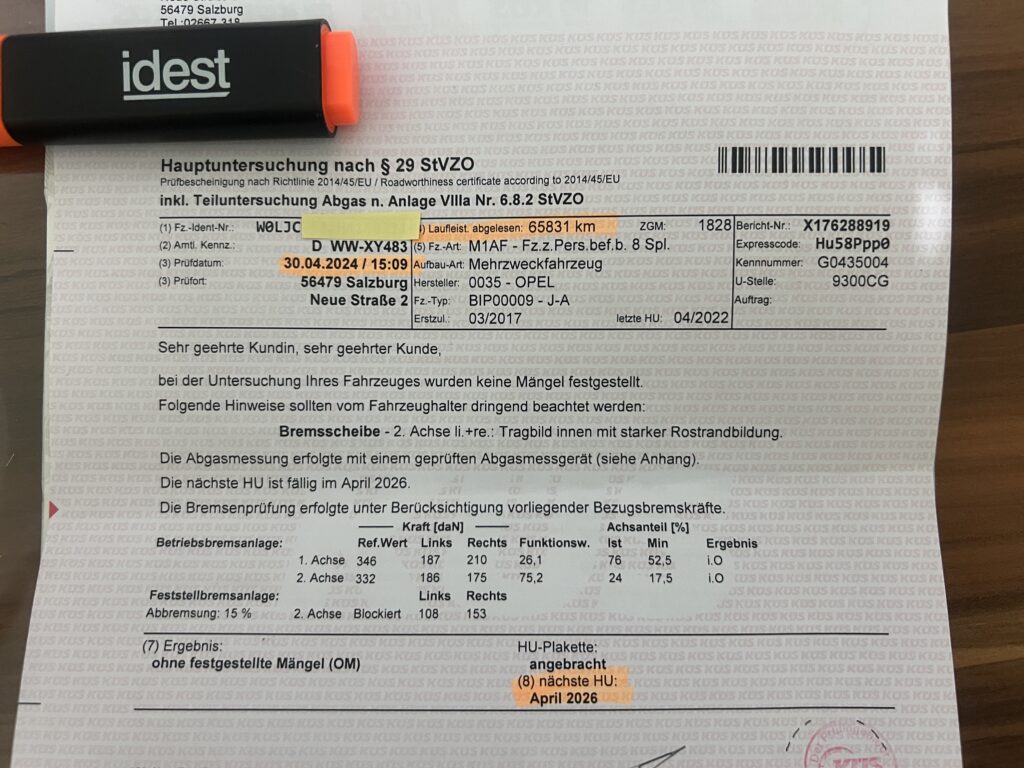 56479 Salzburg
Tel.:02667 318
idest
Hauptuntersuchung nach § 29 StVZO
Prüfbescheinigung nach Richtlinie 2014/45/EU / Roadworthiness certificate according to 2014/45/EU
inkl. Teiluntersuchung Abgas n. Anlage VIIIa Nr. 6.8.2 StVZO
(1) Fz.-Ident-Nr.: W0LJC
(2) Amtl. Kennz.: D WW-XY483
(3) Prüfdatum: 30.04.2024 / 15:09
(3) Prüfort: 56479 Salzburg
Neue Straße 2
Laufleist. abgelesen: 65831 km ZGM: 1828
(5) Fz.-Art: M1AF - Fz.z.Pers.bef.b. 8 Spl.
Aufbau-Art: Mehrzweckfahrzeug
Hersteller: 0035 - OPEL
Fz.-Typ: BIP00009 - J-A
Erstzul.: 03/2017 letzte HU: 04/2022
Bericht-Nr.: X176288919
Expresscode: Hu58Ppp0
Kennnummer: G0435004
U-Stelle: 9300CG
Auftrag:
Sehr geehrte Kundin, sehr geehrter Kunde,
bei der Untersuchung Ihres Fahrzeuges wurden keine Mängel festgestellt.
Folgende Hinweise sollten vom Fahrzeughalter dringend beachtet werden:
Bremsscheibe - 2. Achse li.+re.: Tragbild innen mit starker Rostrandbildung.
Die Abgasmessung erfolgte mit einem geprüften Abgasmessgerät (siehe Anhang).
Die nächste HU ist fällig im April 2026.
Die Bremsenprüfung erfolgte unter Berücksichtigung vorliegender Bezugsbremskräfte.
Kraft [daN] Achsanteil [%]
Betriebsbremsanlage: Ref.Wert Links Rechts Funktionsw. Ist Min Ergebnis
1. Achse 346 187 210 26,1 76 52,5 i.O
2. Achse 332 186 175 75,2 24 17,5 i.O
Feststellbremsanlage: Links Rechts
Abbremsung: 15 % 2. Achse Blockiert 108 153
(7) Ergebnis:
ohne festgestellte Mängel (OM)
HU-Plakette:
angebracht
(8) nächste HU:
April 2026
KÜS